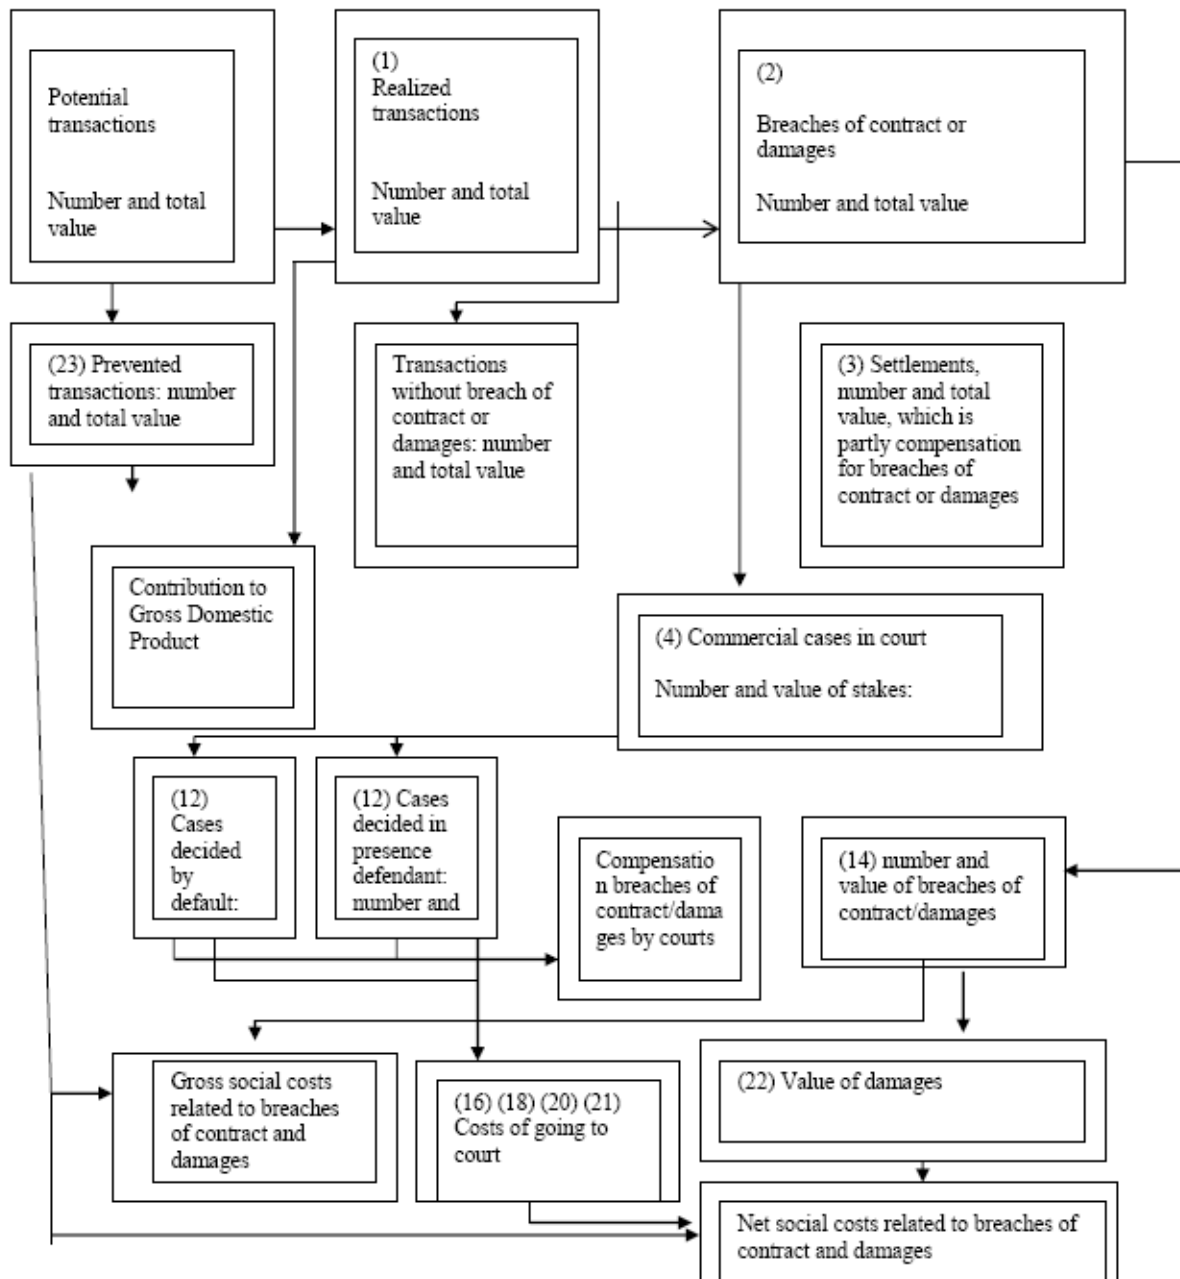 Potential
transactions
Number and total
value
(1)
Realized
transactions
Number and total
value
(2)
Breaches of contract or
damages
Number and total value
(23) Prevented
transactions: number
and total value
Transactions
without breach of
contract or
damages: number
and total value
(3) Settlements,
number and total
value, which is
partly compensation
for breaches of
contract or damages
Contribution to
Gross Domestic
Product
(4) Commercial cases in court
Number and value of stakes:
(12)
Cases
decided
by
default:
(12) Cases
decided in
presence
defendant:
number and
Compensatio
n breaches of
contract/dama
ges by courts
(14) number and
value of breaches of
contract/damages
Gross social costs
related to breaches
of contract and
damages
(16) (18) (20) (21)
Costs of going to
court
(22) Value of damages
Net social costs related to breaches of
contract and damages